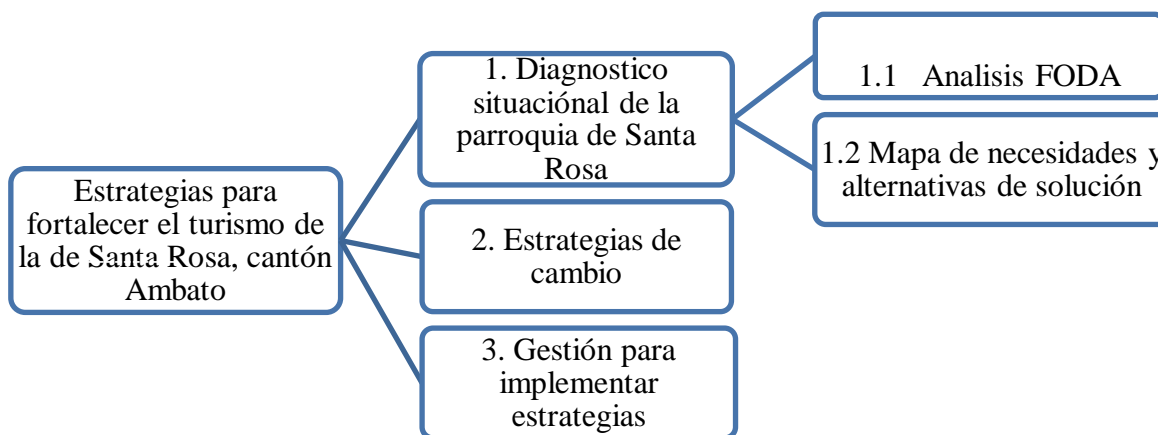 Estrategias para
fortalecer el turismo de
la de Santa Rosa, cantón
Ambato
1. Diagnostico
situaciónal de la
parroquia de Santa
Rosa
1.1 Analisis FODA
1.2 Mapa de necesidades y
alternativas de solución
2. Estrategias de
cambio
3. Gestión para
implementar
estrategias